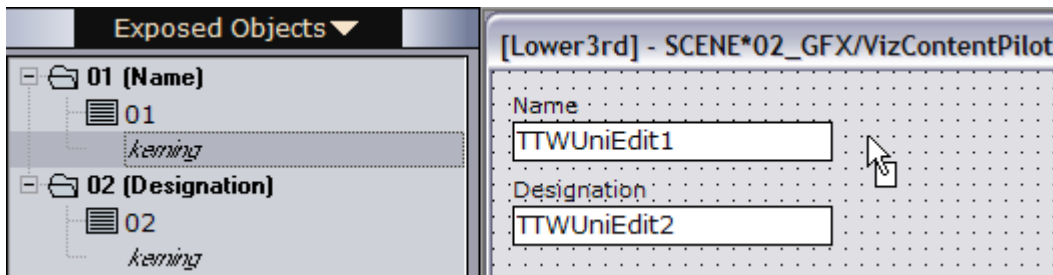 Exposed Objects
01 (Name)
01
kerning
02 (Designation)
02
kerning
[Lower3rd] - SCENE*02_GFX/VizContentPilot
Name
TTWUniEdit1
Designation
TTWUniEdit2